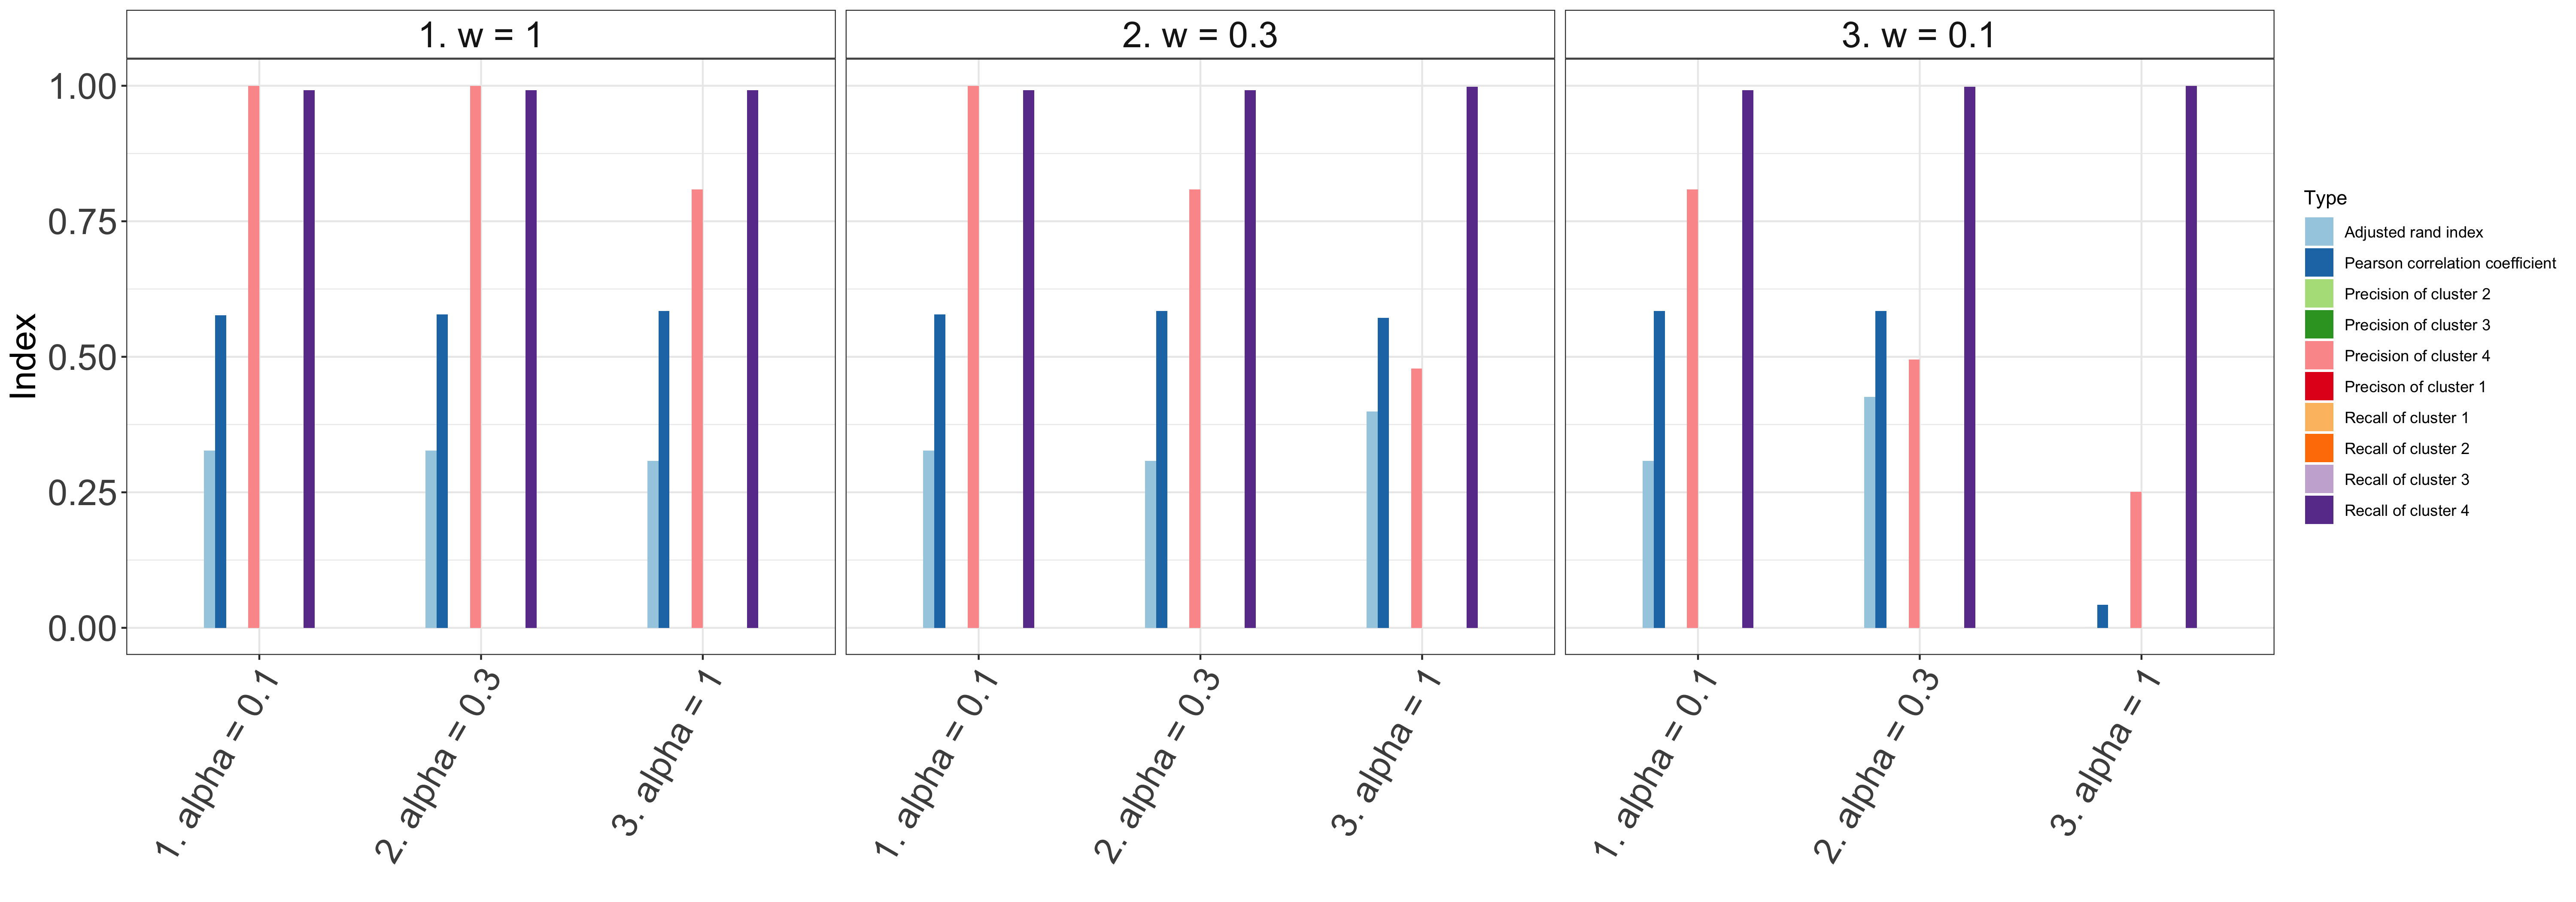 1. w = 1
2. w = 0.3
3. w = 0.1
Index
1.00
0.75
0.50
0.25
0.00
1. alpha = 0.1
2. alpha = 0.3
3. alpha = 1
1. alpha = 0.1
2. alpha = 0.3
3. alpha = 1
1. alpha = 0.1
2. alpha = 0.3
3. alpha = 1
Type
Adjusted rand index
Pearson correlation coefficient
Precision of cluster 2
Precision of cluster 3
Precision of cluster 4
Precison of cluster 1
Recall of cluster 1
Recall of cluster 2
Recall of cluster 3
Recall of cluster 4